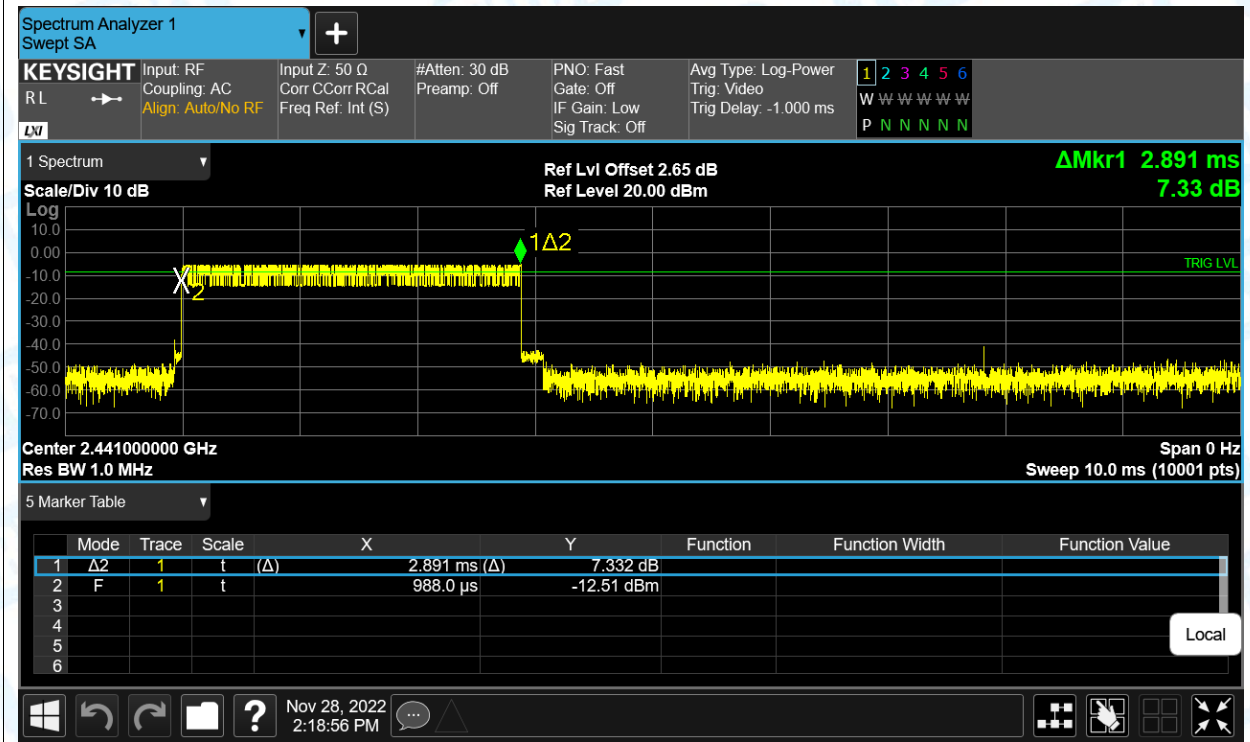 Spectrum Analyzer 1
Swept SA
KEYSIGHT
R L
LXI
Input: RF
Coupling: AC
Align: Auto/No RF
Input Z: 50 Ω
Corr CCorr RCal
Freq Ref: Int (S)
#Atten: 30 dB
Preamp: Off
PNO: Fast
Gate: Off
IF Gain: Low
Sig Track: Off
Avg Type: Log-Power
Trig: Video
Trig Delay: -1.000 ms
1 2 3 4 5 6
W W W W W W
P N N N N N
1 Spectrum
Scale/Div 10 dB
Ref Lvl Offset 2.65 dB
Ref Level 20.00 dBm
ΔMkr1 2.891 ms
7.33 dB
Log
10.0
0.00
-10.0
-20.0
-30.0
-40.0
-50.0
-60.0
-70.0
1Δ2
2
TRIG LVL
Center 2.441000000 GHz
Res BW 1.0 MHz
Span 0 Hz
Sweep 10.0 ms (10001 pts)
5 Marker Table
Mode Trace Scale X Y Function Function Width Function Value
1 Δ2 1 t (Δ) 2.891 ms (Δ) 7.332 dB
2 F 1 t 988.0 µs -12.51 dBm
3
4
5
6
Local
?
Nov 28, 2022
2:18:56 PM